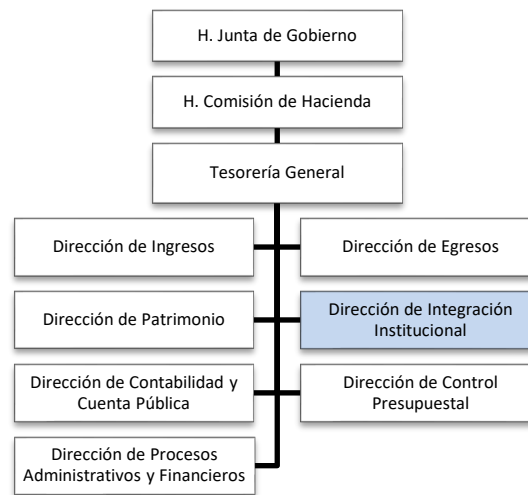 H. Junta de Gobierno
H. Comisión de Hacienda
Tesorería General
Dirección de Ingresos
Dirección de Egresos
Dirección de Patrimonio
Dirección de Integración
Institucional
Dirección de Contabilidad y
Cuenta Pública
Dirección de Control
Presupuestal
Dirección de Procesos
Administrativos y Financieros